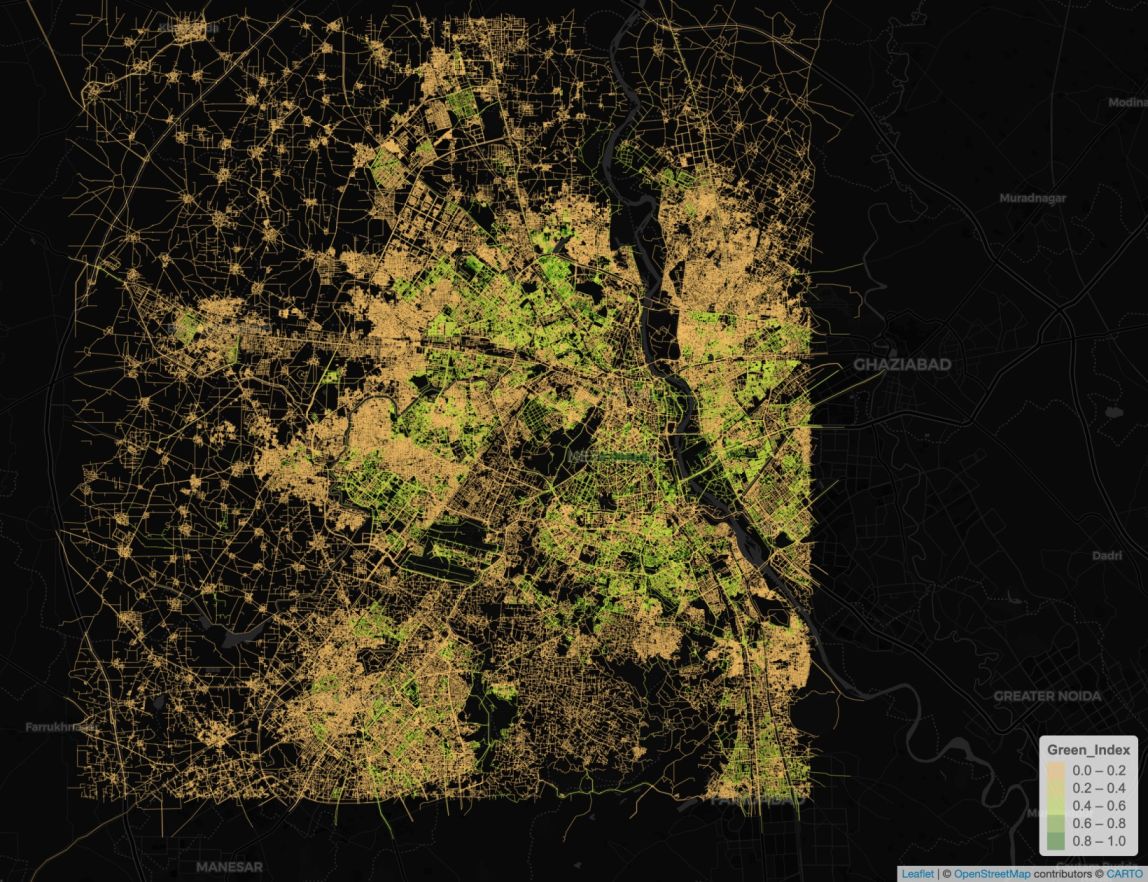 Modina
Muradnagar
GHAZIABAD
Dadri
GREATER NOIDA
Farrukhn
MANESAR
Green_Index
0.0 – 0.2
0.2 – 0.4
0.4 – 0.6
0.6 – 0.8
0.8 – 1.0
Leaflet | © OpenStreetMap contributors © CARTO